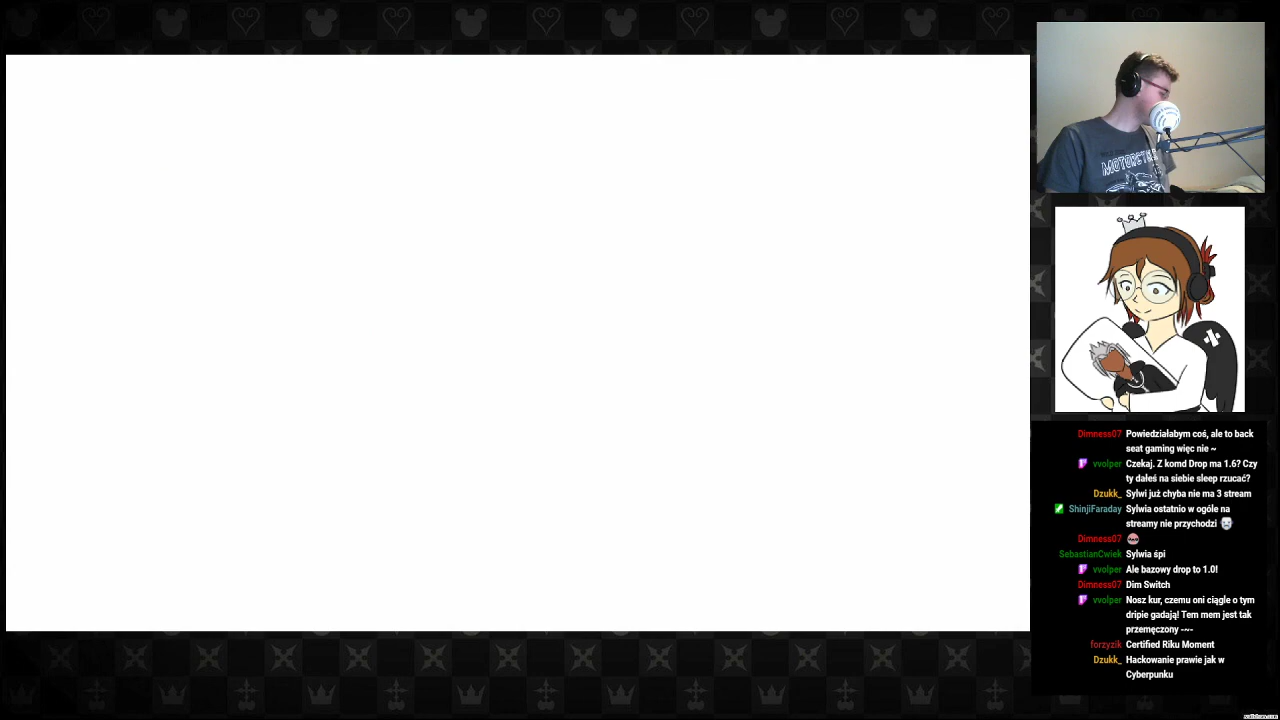 MOTORCYCLE
Dimness07 Powiedziałabym coś, ale to back
seat gaming więc nie ~
vvolper Czekaj. Z komd Drop ma 1.6? Czy
ty dałeś na siebie sleep rzucać?
Dzukk_ Sylwi już chyba nie ma 3 stream
ShinjiFaraday Sylwia ostatnio w ogóle na
streamy nie przychodzi
Dimness07
SebastianCwiek Sylwia śpi
vvolper Ale bazowy drop to 1.0!
Dimness07 Dim Switch
vvolper Nosz kur, czemu oni ciągle o tym
dripie gadają! Tem mem jest tak
przemęczony -~-
forzyzik Certified Riku Moment
Dzukk_ Hackowanie prawie jak w
Cyberpunku